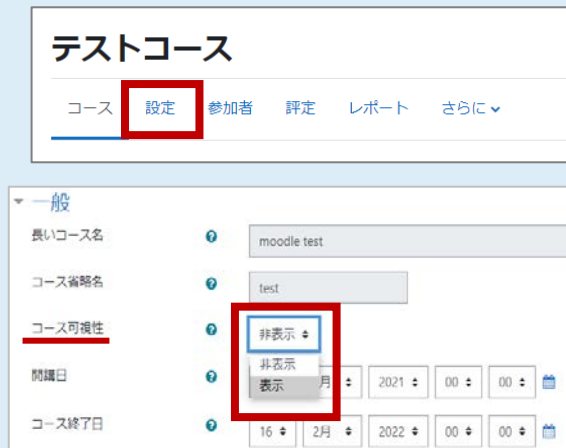 テストコース
コース 設定 参加者 評定 レポート さらに
一般
長いコース名 moodle test
コース省略名 test
コース可視性 非表示
非表示
表示
開講日 月 2021 00 00
コース終了日 16 2月 2022 00 00